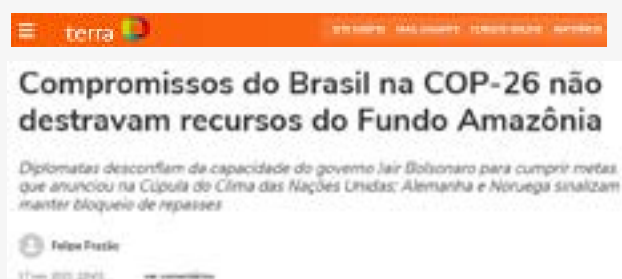 terra
Compromissos do Brasil na COP-26 não
destravam recursos do Fundo Amazônia
Diplomatas desconfiam da capacidade do governo Jair Bolsonaro para cumprir metas
que anunciou na Cúpula do Clima das Nações Unidas; Alemanha e Noruega sinalizam
manter bloqueio de repasses
Felipe Frazão